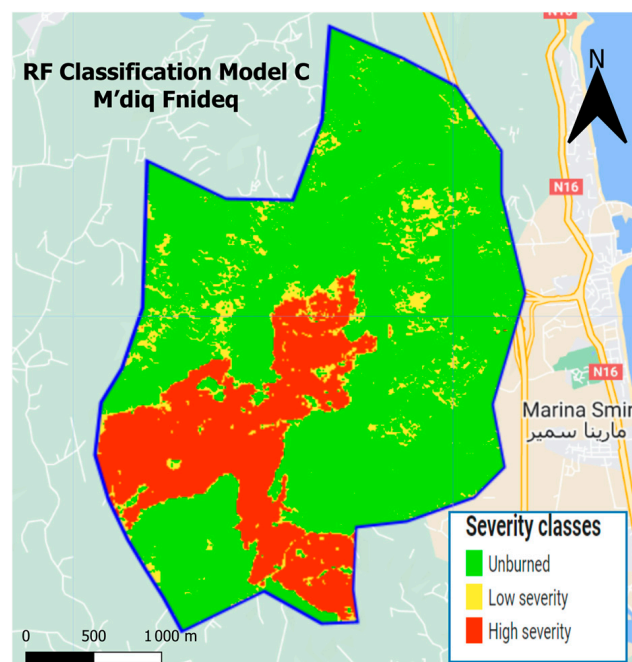 N16
RF Classification Model C
M'diq Fnideq
N
N16
N16
Marina Smir
مارينا سمير
Severity classes
Unburned
Low severity
High severity
0 500 1 000 m